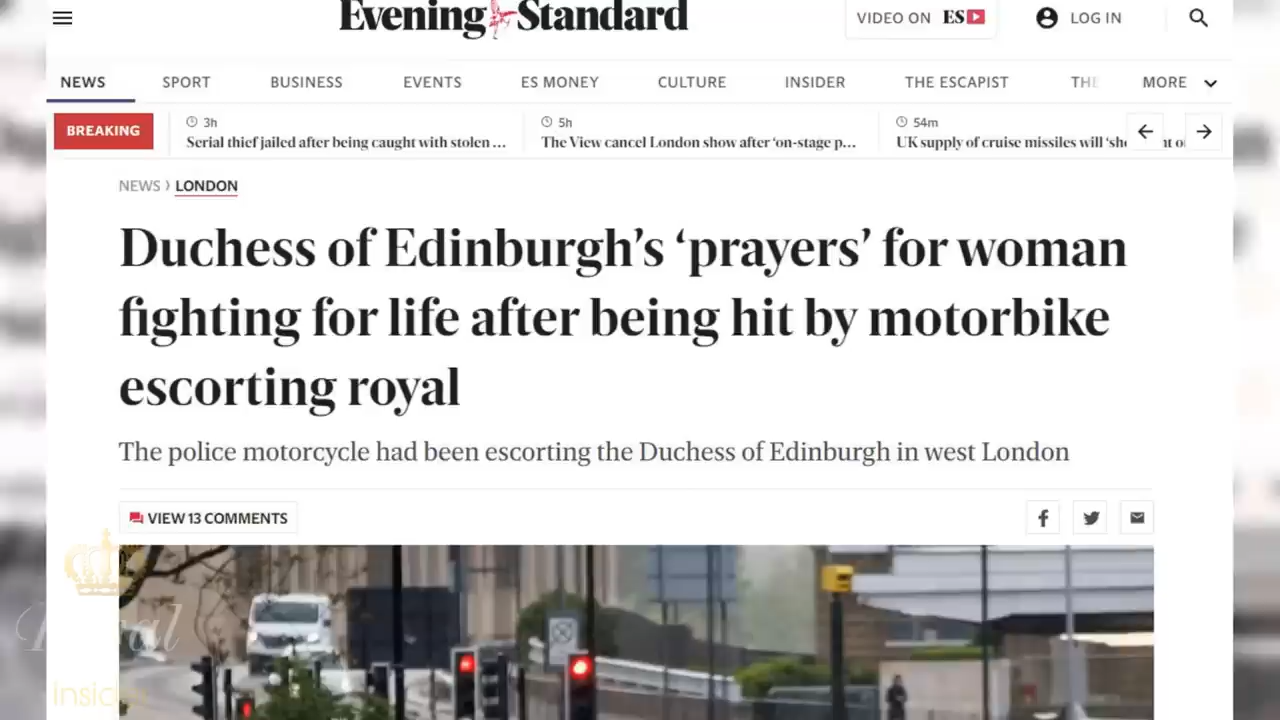 Evening Standard
VIDEO ON ES
LOG IN
NEWS SPORT BUSINESS EVENTS ES MONEY CULTURE INSIDER THE ESCAPIST THE MORE
BREAKING
3h
Serial thief jailed after being caught with stolen ...
5h
The View cancel London show after ‘on-stage p...
54m
UK supply of cruise missiles will
NEWS › LONDON
Duchess of Edinburgh’s ‘prayers’ for woman
fighting for life after being hit by motorbike
escorting royal
The police motorcycle had been escorting the Duchess of Edinburgh in west London
VIEW 13 COMMENTS
Royal
Insider